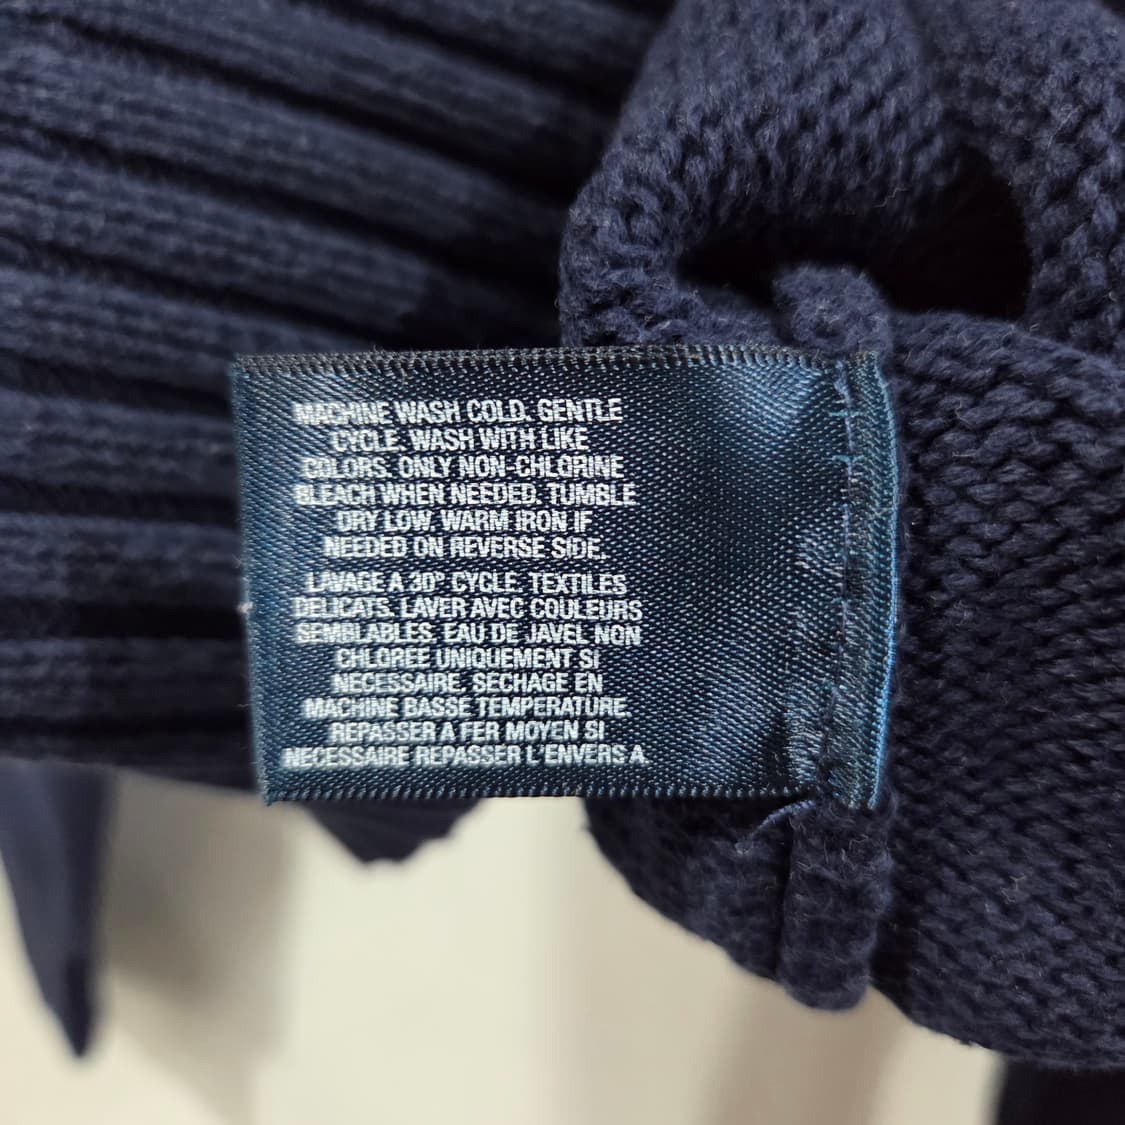 MACHINE WASH COLD. GENTLE
CYCLE. WASH WITH LIKE
COLORS. ONLY NON-CHLORINE
BLEACH WHEN NEEDED. TUMBLE
DRY LOW. WARM IRON IF
NEEDED ON REVERSE SIDE.
LAVAGE A 30° CYCLE. TEXTILES
DELICATS. LAVER AVEC COULEURS
SEMBLABLES. EAU DE JAVEL NON
CHLOREE UNIQUEMENT SI
NECESSAIRE. SECHAGE EN
MACHINE BASSE TEMPERATURE.
REPASSER A FER MOYEN SI
NECESSAIRE REPASSER L'ENVERS A.